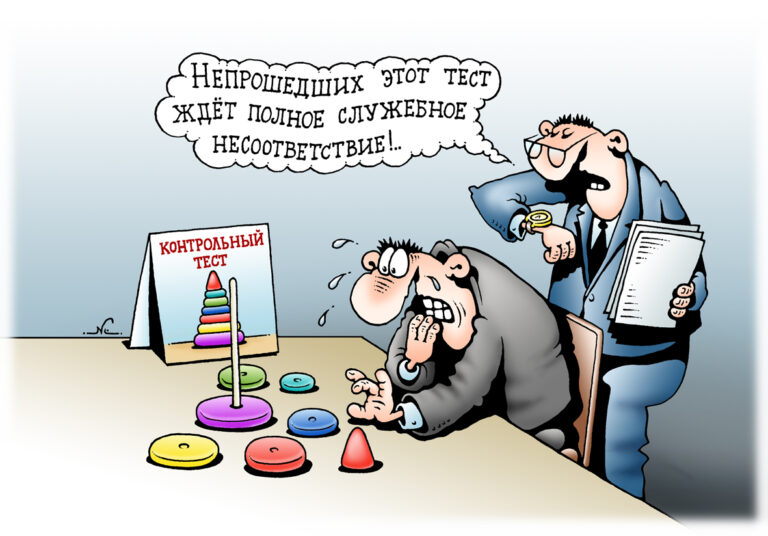 Непрошедших этот тест
ждёт полное служебное
несоответствие!..
Контрольный
тест